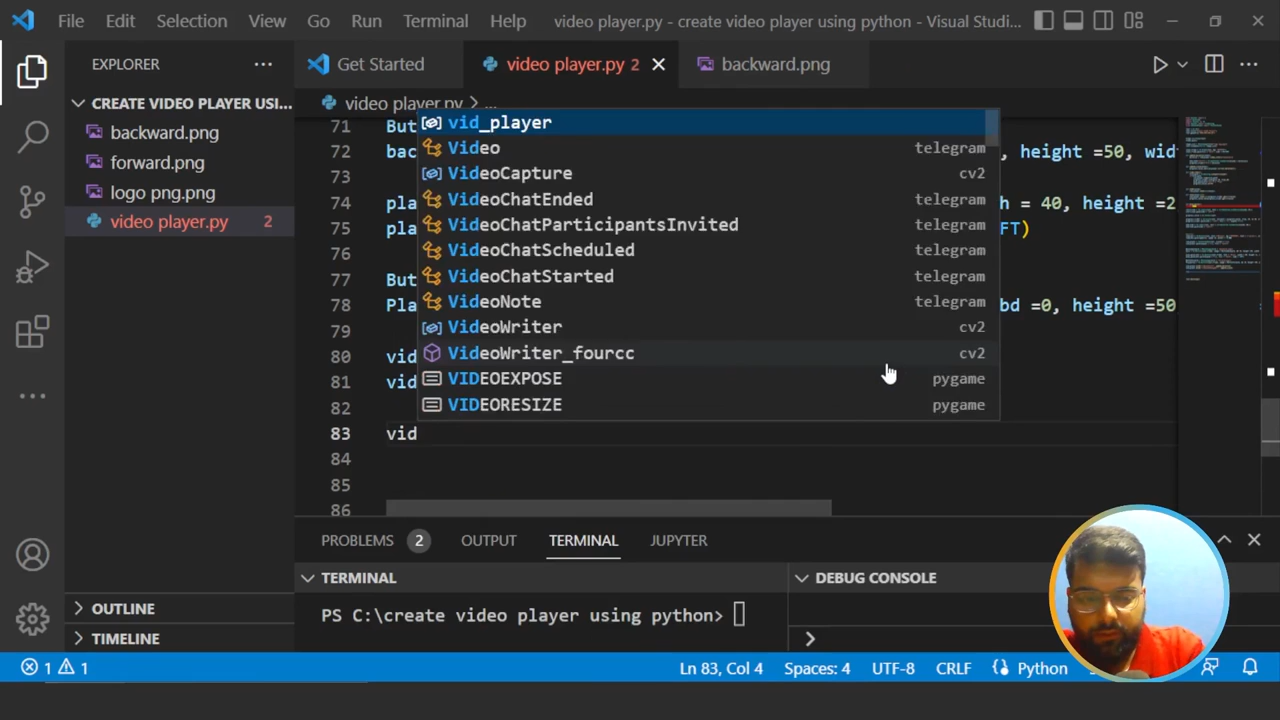 File Edit Selection View Go Run Terminal Help video player.py - create video player using python - Visual Studi...
EXPLORER
CREATE VIDEO PLAYER USI...
backward.png
forward.png
logo png.png
video player.py 2
OUTLINE
TIMELINE
Get Started video player.py 2 backward.png
video player.py > ...
71 But
72 bac , height =50, wid
73
74 pla h = 40, height =2
75 pla FT)
76
77 But
78 Pla bd =0, height =50
79
80 vid
81 vid
82
83 vid
84
85
86
vid_player
Video telegram
VideoCapture cv2
VideoChatEnded telegram
VideoChatParticipantsInvited telegram
VideoChatScheduled telegram
VideoChatStarted telegram
VideoNote telegram
VideoWriter cv2
VideoWriter_fourcc cv2
VIDEOEXPOSE pygame
VIDEORESIZE pygame
PROBLEMS 2 OUTPUT TERMINAL JUPYTER
TERMINAL
PS C:\create video player using python>
DEBUG CONSOLE
>
1 1 Ln 83, Col 4 Spaces: 4 UTF-8 CRLF Python